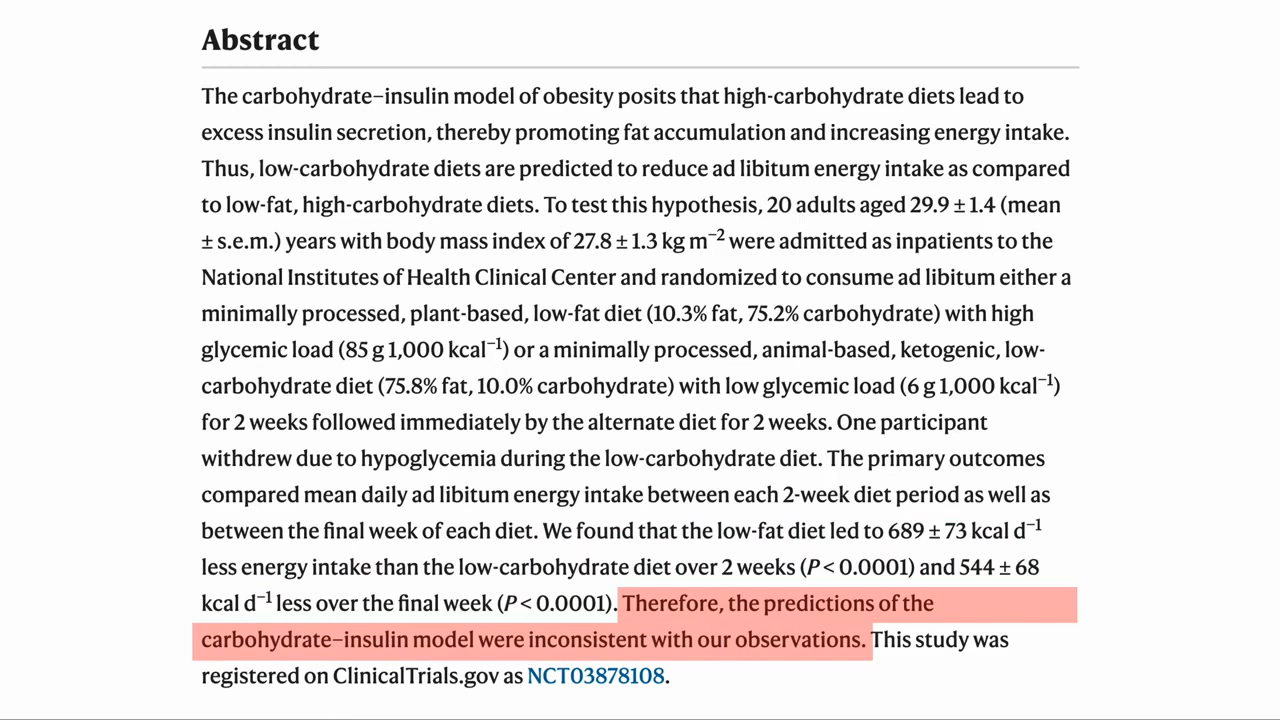 Abstract
The carbohydrate–insulin model of obesity posits that high-carbohydrate diets lead to
excess insulin secretion, thereby promoting fat accumulation and increasing energy intake.
Thus, low-carbohydrate diets are predicted to reduce ad libitum energy intake as compared
to low-fat, high-carbohydrate diets. To test this hypothesis, 20 adults aged 29.9 ± 1.4 (mean
± s.e.m.) years with body mass index of 27.8 ± 1.3 kg m⁻² were admitted as inpatients to the
National Institutes of Health Clinical Center and randomized to consume ad libitum either a
minimally processed, plant-based, low-fat diet (10.3% fat, 75.2% carbohydrate) with high
glycemic load (85 g 1,000 kcal⁻¹) or a minimally processed, animal-based, ketogenic, low-
carbohydrate diet (75.8% fat, 10.0% carbohydrate) with low glycemic load (6 g 1,000 kcal⁻¹)
for 2 weeks followed immediately by the alternate diet for 2 weeks. One participant
withdrew due to hypoglycemia during the low-carbohydrate diet. The primary outcomes
compared mean daily ad libitum energy intake between each 2-week diet period as well as
between the final week of each diet. We found that the low-fat diet led to 689 ± 73 kcal d⁻¹
less energy intake than the low-carbohydrate diet over 2 weeks (P < 0.0001) and 544 ± 68
kcal d⁻¹ less over the final week (P < 0.0001). Therefore, the predictions of the
carbohydrate–insulin model were inconsistent with our observations. This study was
registered on ClinicalTrials.gov as NCT03878108.